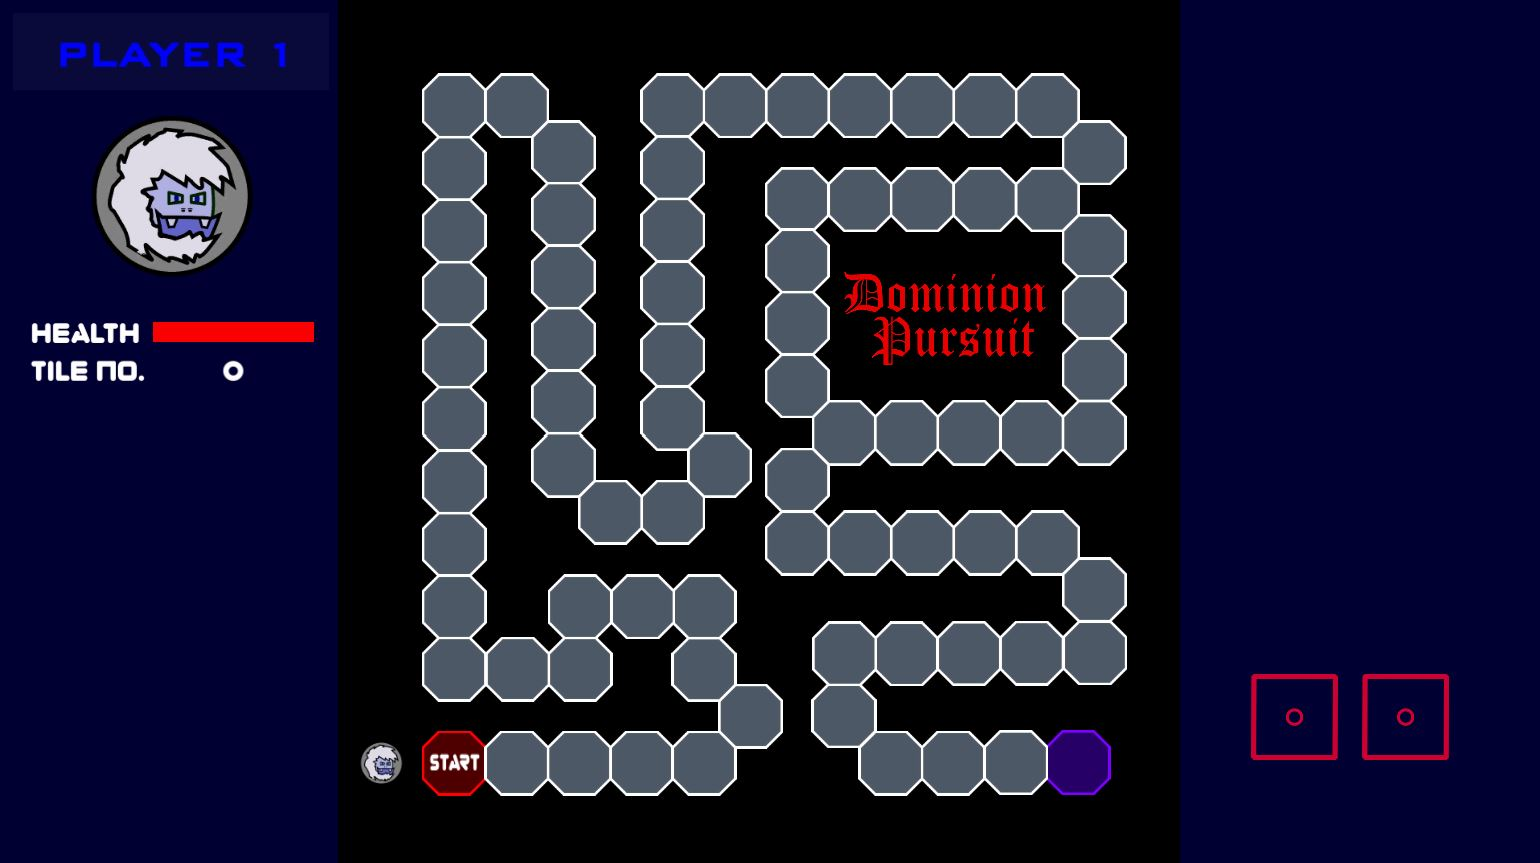 PLAYER 1
HEALTH
TILE NO. 0
Dominion
Pursuit
START